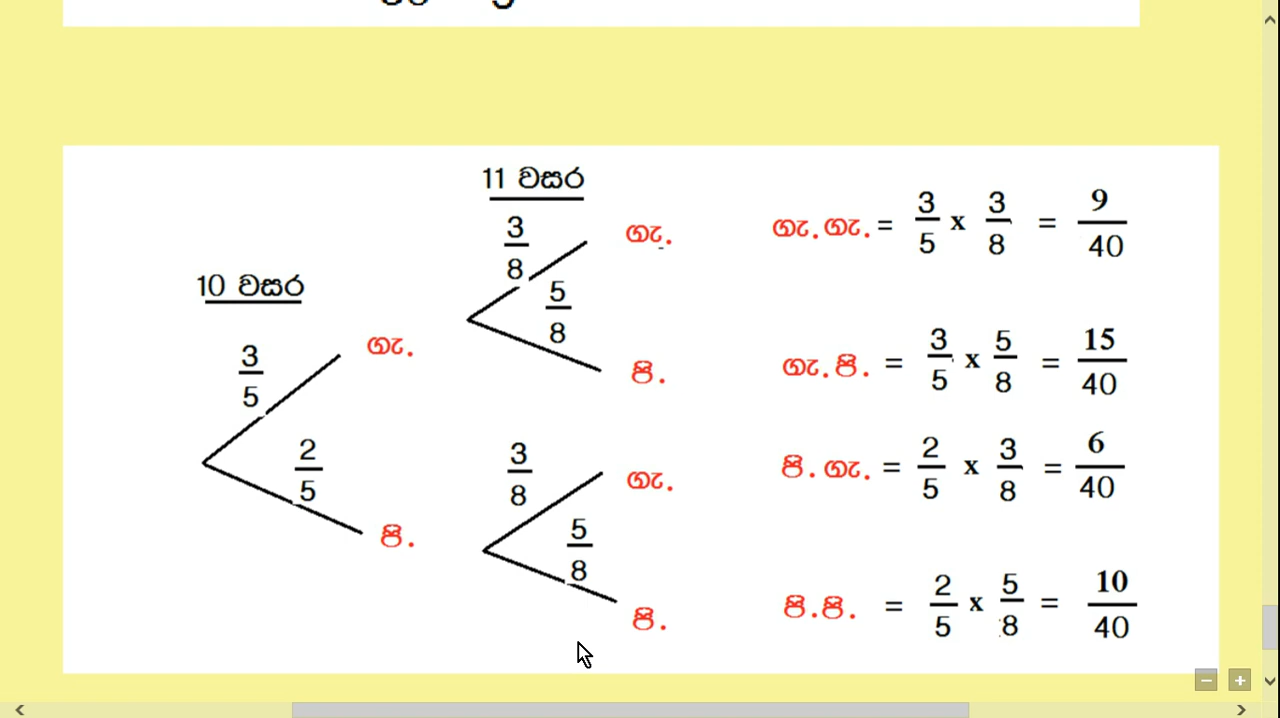 11 වසර
3/8 ගැ.
5/8 පි.
10 වසර
3/5 ගැ.
2/5 පි.
3/8 ගැ.
5/8 පි.
ගැ.ගැ. = 3/5 x 3/8 = 9/40
ගැ.පි. = 3/5 x 5/8 = 15/40
පි.ගැ. = 2/5 x 3/8 = 6/40
පි.පි. = 2/5 x 5/8 = 10/40